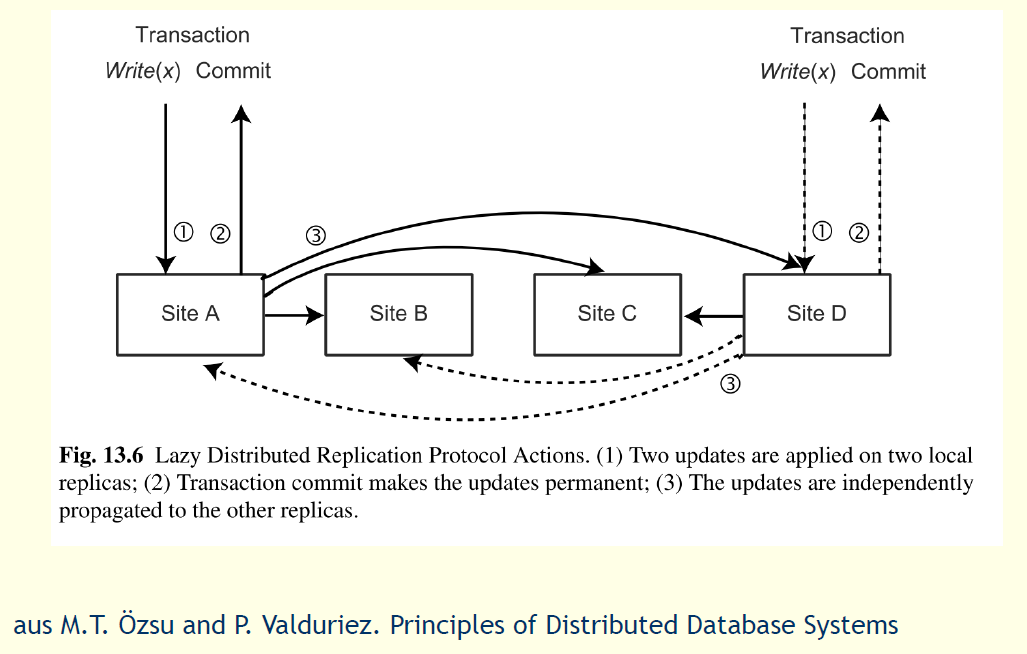 Transaction
Write(x) Commit
Transaction
Write(x) Commit
① ② ③ ① ②
Site A Site B Site C Site D
③
Fig. 13.6 Lazy Distributed Replication Protocol Actions. (1) Two updates are applied on two local
replicas; (2) Transaction commit makes the updates permanent; (3) The updates are independently
propagated to the other replicas.
aus M.T. Özsu and P. Valduriez. Principles of Distributed Database Systems